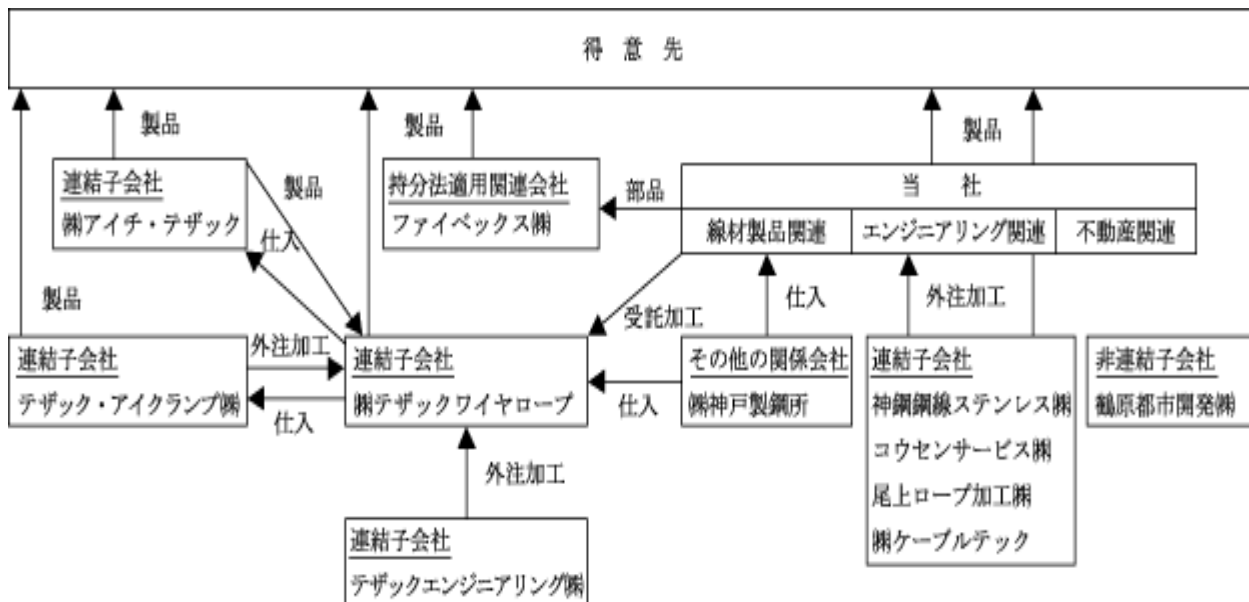 得意先
製品
製品
製品
連結子会社
㈱アイチ・テザック
製品
仕入
持分法適用関連会社
ファイベックス㈱
部品
当社
線材製品関連
エンジニアリング関連
不動産関連
製品
受託加工
仕入
外注加工
連結子会社
テザック・アイクランプ㈱
外注加工
仕入
連結子会社
㈱テザックワイヤロープ
仕入
その他の関係会社
㈱神戸製鋼所
連結子会社
神鋼鋼線ステンレス㈱
コウセンサービス㈱
尾上ロープ加工㈱
㈱ケーブルテック
非連結子会社
鶴原都市開発㈱
外注加工
連結子会社
テザックエンジニアリング㈱